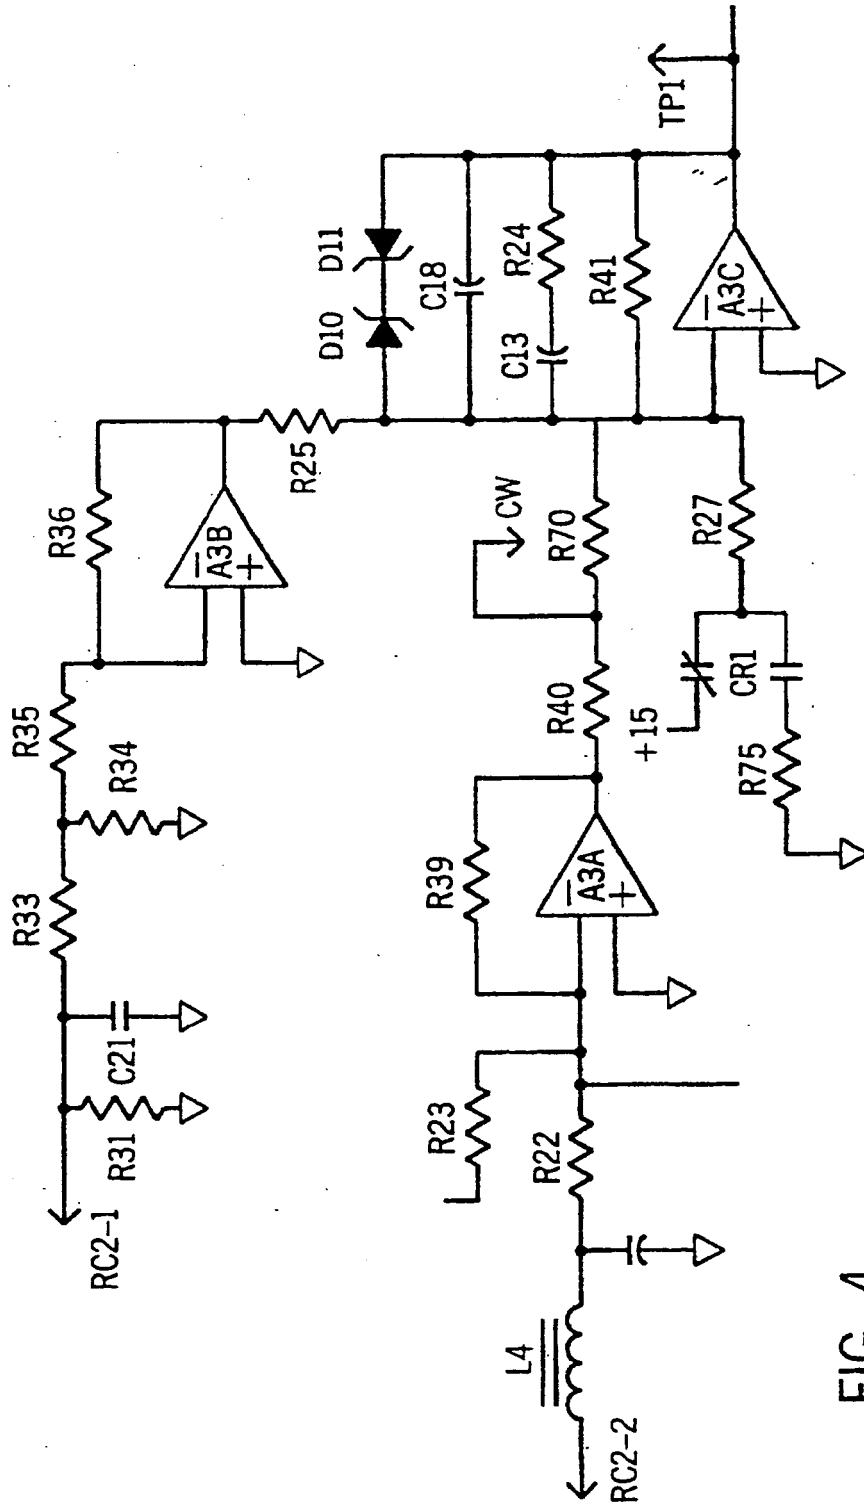 RC2-1
R31
C21
R33
R34
R35
R36
−
A3B
+
R25
D10
D11
C18
C13
R24
R41
−
A3C
+
TP1
RC2-2
L4
R22
R23
R39
−
A3A
+
R40
CW
R70
+15
CR1
R75
R27
FIG. 4